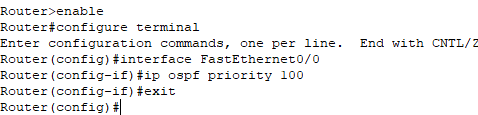 Router>enable
Router#configure terminal
Enter configuration commands, one per line.  End with CNTL/Z
Router(config)#interface FastEthernet0/0
Router(config-if)#ip ospf priority 100
Router(config-if)#exit
Router(config)#